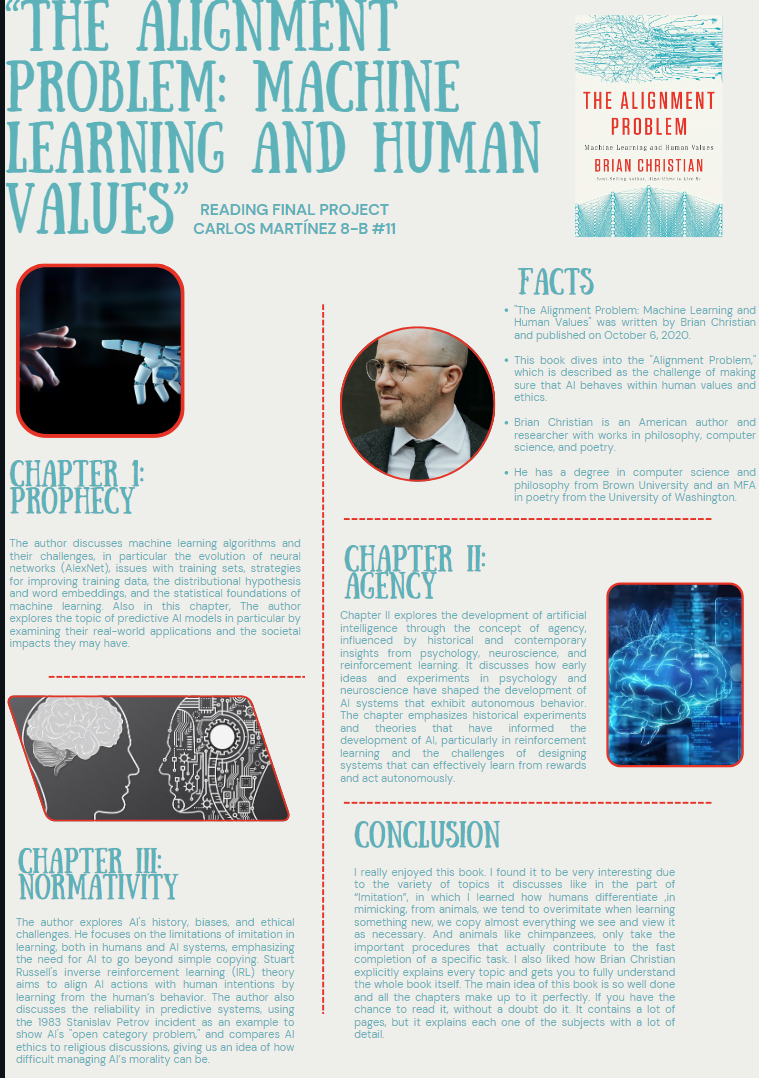 “THE ALIGNMENT
PROBLEM: MACHINE
LEARNING AND HUMAN
VALUES”
READING FINAL PROJECT
CARLOS MARTÍNEZ 8-B #11
THE ALIGNMENT
PROBLEM
Machine Learning and Human Values
BRIAN CHRISTIAN
Best-Selling Author, Algorithms to Live By
FACTS
• "The Alignment Problem: Machine Learning and
Human Values" was written by Brian Christian
and published on October 6, 2020.
• This book dives into the "Alignment Problem,"
which is described as the challenge of making
sure that AI behaves within human values and
ethics.
• Brian Christian is an American author and
researcher with works in philosophy, computer
science, and poetry.
• He has a degree in computer science and
philosophy from Brown University and an MFA
in poetry from the University of Washington.
CHAPTER 1:
PROPHECY
The author discusses machine learning algorithms and
their challenges, in particular the evolution of neural
networks (AlexNet), issues with training sets, strategies
for improving training data, the distributional hypothesis
and word embeddings, and the statistical foundations of
machine learning. Also in this chapter, The author
explores the topic of predictive AI models in particular by
examining their real-world applications and the societal
impacts they may have.
CHAPTER II:
AGENCY
Chapter II explores the development of artificial
intelligence through the concept of agency,
influenced by historical and contemporary
insights from psychology, neuroscience, and
reinforcement learning. It discusses how early
ideas and experiments in psychology and
neuroscience have shaped the development of
AI systems that exhibit autonomous behavior.
The chapter emphasizes historical experiments
and theories that have informed the
development of AI, particularly in reinforcement
learning and the challenges of designing
systems that can effectively learn from rewards
and act autonomously.
CHAPTER III:
NORMATIVITY
The author explores AI's history, biases, and ethical
challenges. He focuses on the limitations of imitation in
learning, both in humans and AI systems, emphasizing
the need for AI to go beyond simple copying. Stuart
Russell's inverse reinforcement learning (IRL) theory
aims to align AI actions with human intentions by
learning from the human's behavior. The author also
discusses the reliability in predictive systems, using
the 1983 Stanislav Petrov incident as an example to
show AI's "open category problem," and compares AI
ethics to religious discussions, giving us an idea of how
difficult managing AI's morality can be.
CONCLUSION
I really enjoyed this book. I found it to be very interesting due
to the variety of topics it discusses like in the part of
"Imitation", in which I learned how humans differentiate ,in
mimicking, from animals, we tend to overimitate when learning
something new, we copy almost everything we see and view it
as necessary. And animals like chimpanzees, only take the
important procedures that actually contribute to the fast
completion of a specific task. I also liked how Brian Christian
explicitly explains every topic and gets you to fully understand
the whole book itself. The main idea of this book is so well done
and all the chapters make up to it perfectly. If you have the
chance to read it, without a doubt do it. It contains a lot of
pages, but it explains each one of the subjects with a lot of
detail.